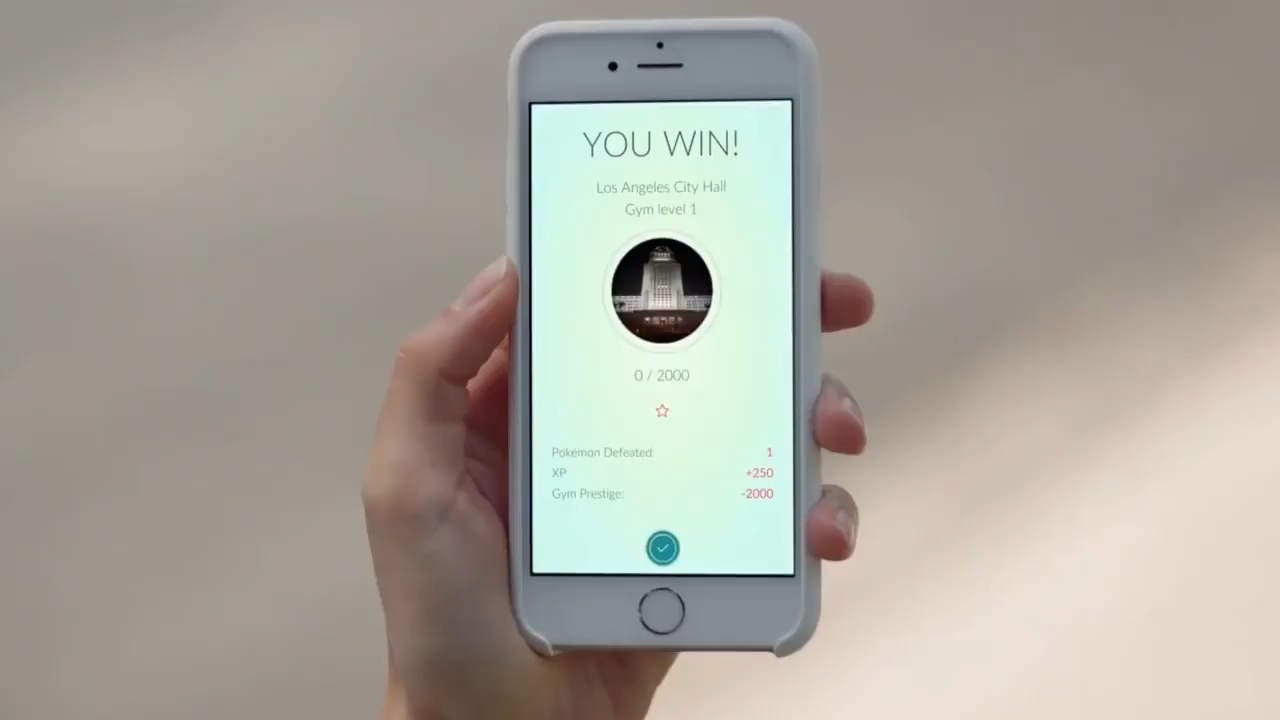 YOU WIN!
Los Angeles City Hall
Gym level 1
0 / 2000
Pokémon Defeated: 1
XP +250
Gym Prestige: -2000